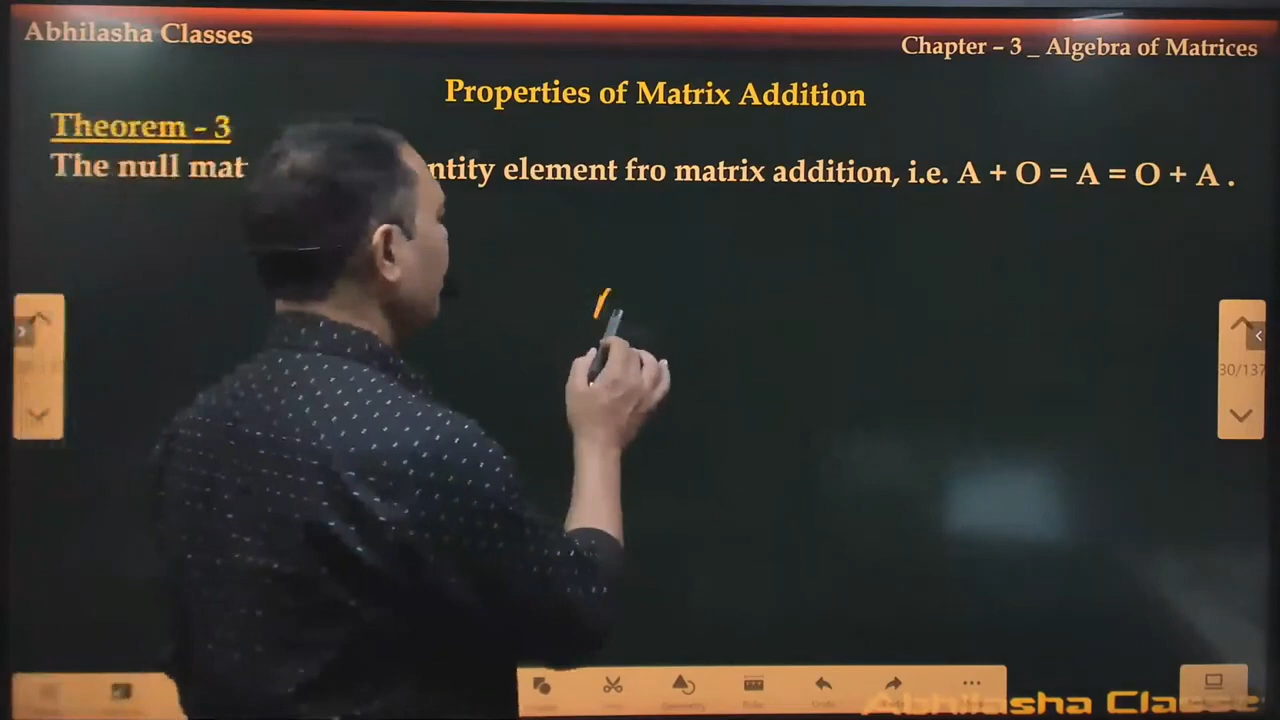 Abhilasha Classes
Chapter – 3 _ Algebra of Matrices
Properties of Matrix Addition
Theorem - 3
The null mat ntity element fro matrix addition, i.e. A + O = A = O + A .
30/137
Undo
Abhilasha Classes